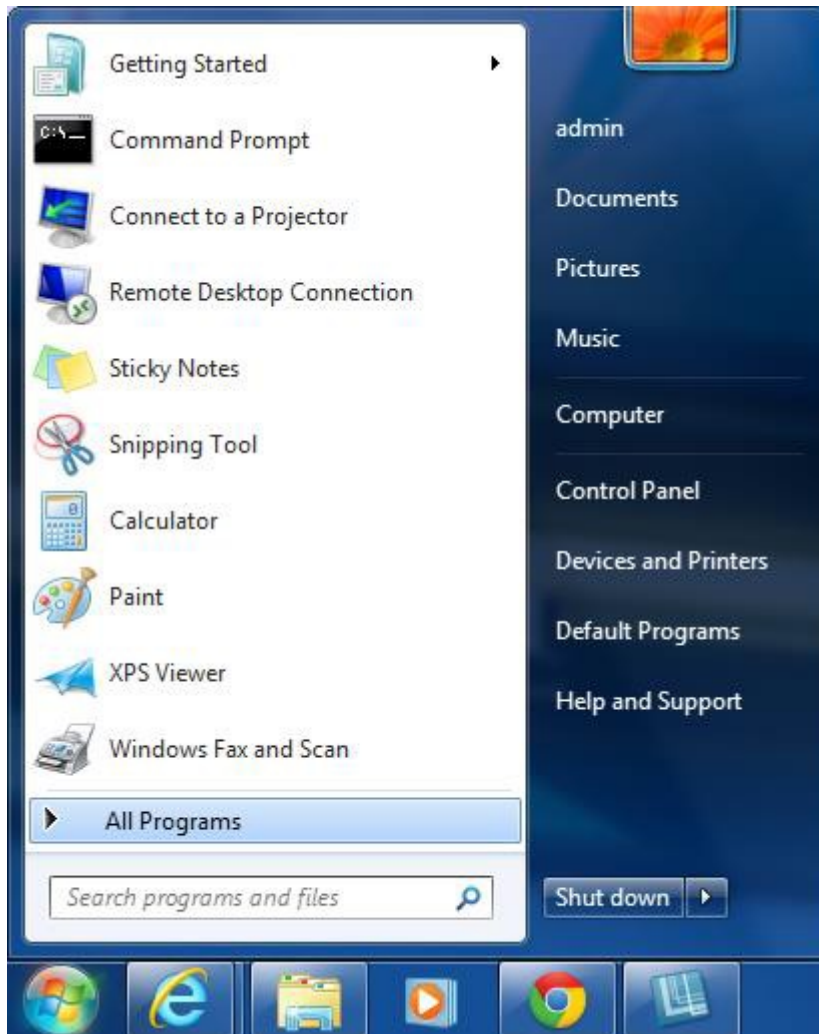 Getting Started
Command Prompt
Connect to a Projector
Remote Desktop Connection
Sticky Notes
Snipping Tool
Calculator
Paint
XPS Viewer
Windows Fax and Scan
All Programs
Search programs and files
admin
Documents
Pictures
Music
Computer
Control Panel
Devices and Printers
Default Programs
Help and Support
Shut down